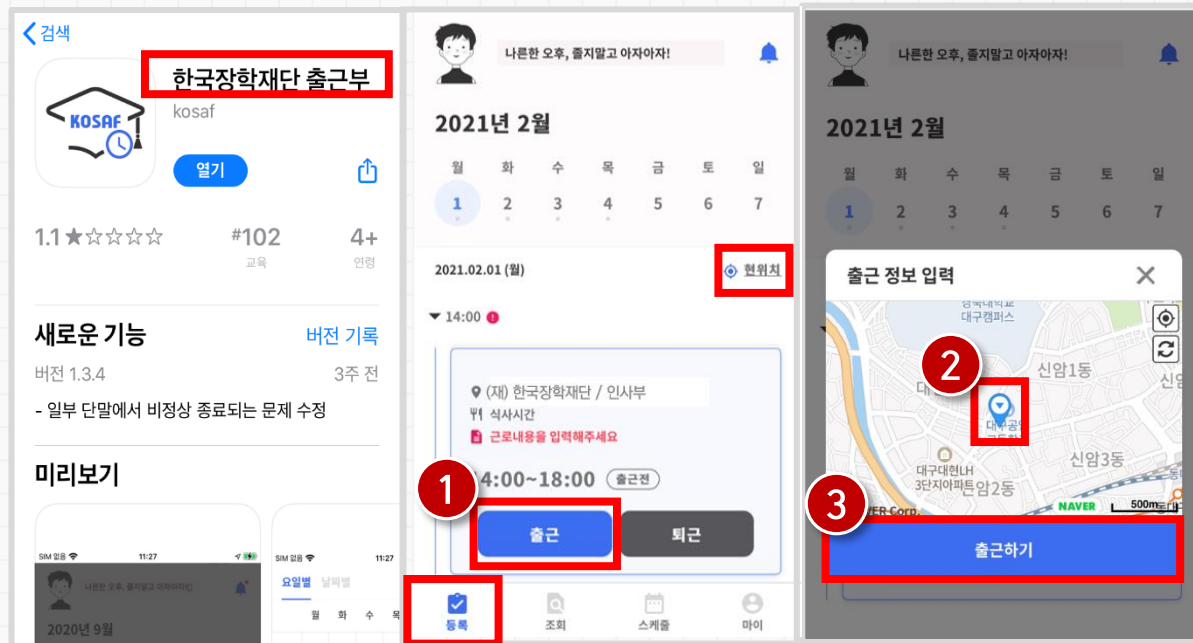 검색
한국장학재단 출근부
kosaf
KOSAF
열기
1.1 ★☆☆☆☆
#102
4+
교육
연령
새로운 기능
버전 기록
버전 1.3.4
3주 전
- 일부 단말에서 비정상 종료되는 문제 수정
미리보기
SIM 없음
11:27
나른한 오후, 졸지말고 아자아자!
2020년 9월
SIM 없음
11:27
요일별 날짜별
월 화 수 목
나른한 오후, 졸지말고 아자아자!
2021년 2월
월 화 수 목 금 토 일
1 2 3 4 5 6 7
2021.02.01 (월)
현위치
14:00
(재) 한국장학재단 / 인사부
식사시간
근로내용을 입력해주세요
1
4:00~18:00
출근전
출근
퇴근
등록
조회
스케줄
마이
나른한 오후, 졸지말고 아자아자!
2021년 2월
월 화 수 목 금 토 일
1 2 3 4 5 6 7
출근 정보 입력
대구캠퍼스
2
신암1동
대구대현LH
3단지아파트
신암3동
신암2동
NAVER
500m
3
출근하기